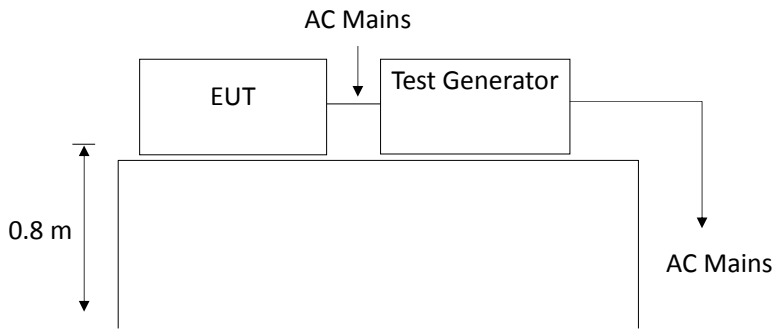 AC Mains
EUT
Test Generator
0.8 m
AC Mains